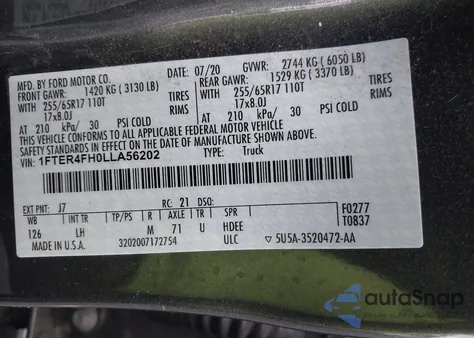 MFD. BY FORD MOTOR CO. 07/20 GVWR: 2744 KG (6050 LB)
FRONT GAWR: 1420 KG (3130 LB) REAR GAWR: 1529 KG (3370 LB)
WITH 255/65R17 110T TIRES WITH 255/65R17 110T TIRES
17x8.0J RIMS 17x8.0J RIMS
AT 210 kPa/ 30 PSI COLD AT 210 kPa/ 30 PSI COLD
THIS VEHICLE CONFORMS TO ALL APPLICABLE FEDERAL MOTOR VEHICLE
SAFETY STANDARDS IN EFFECT ON THE DATE OF MANUFACTURE SHOWN ABOVE.
VIN: 1FTER4FH0LLA56202 TYPE: Truck
EXT PNT: J7 RC: 21 DSO: F0277
WB INT TR TP/PS R AXLE TR SPR T0837
126 LH M 71 U HDEE
MADE IN U.S.A. 3202007172754 ULC 5U5A-3520472-AA
autoSnap